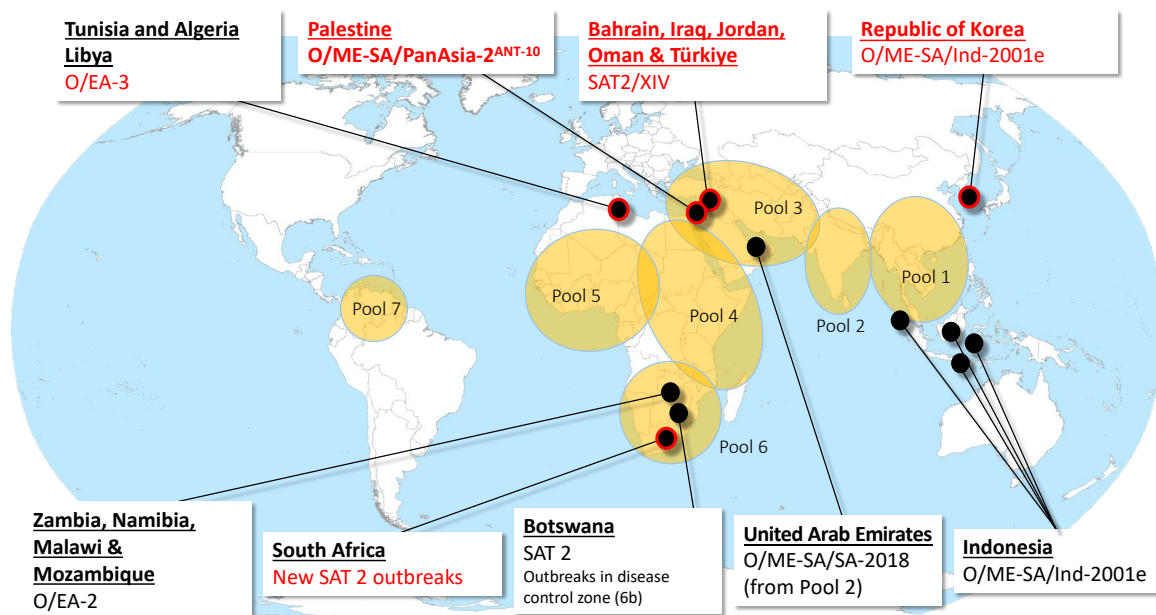 Tunisia and Algeria
Libya
O/EA-3
Palestine
O/ME-SA/PanAsia-2ANT-10
Bahrain, Iraq, Jordan,
Oman & Türkiye
SAT2/XIV
Republic of Korea
O/ME-SA/Ind-2001e
Pool 3
Pool 1
Pool 5
Pool 7
Pool 4
Pool 2
Pool 6
Zambia, Namibia,
Malawi &
Mozambique
O/EA-2
South Africa
New SAT 2 outbreaks
Botswana
SAT 2
Outbreaks in disease
control zone (6b)
United Arab Emirates
O/ME-SA/SA-2018
(from Pool 2)
Indonesia
O/ME-SA/Ind-2001e